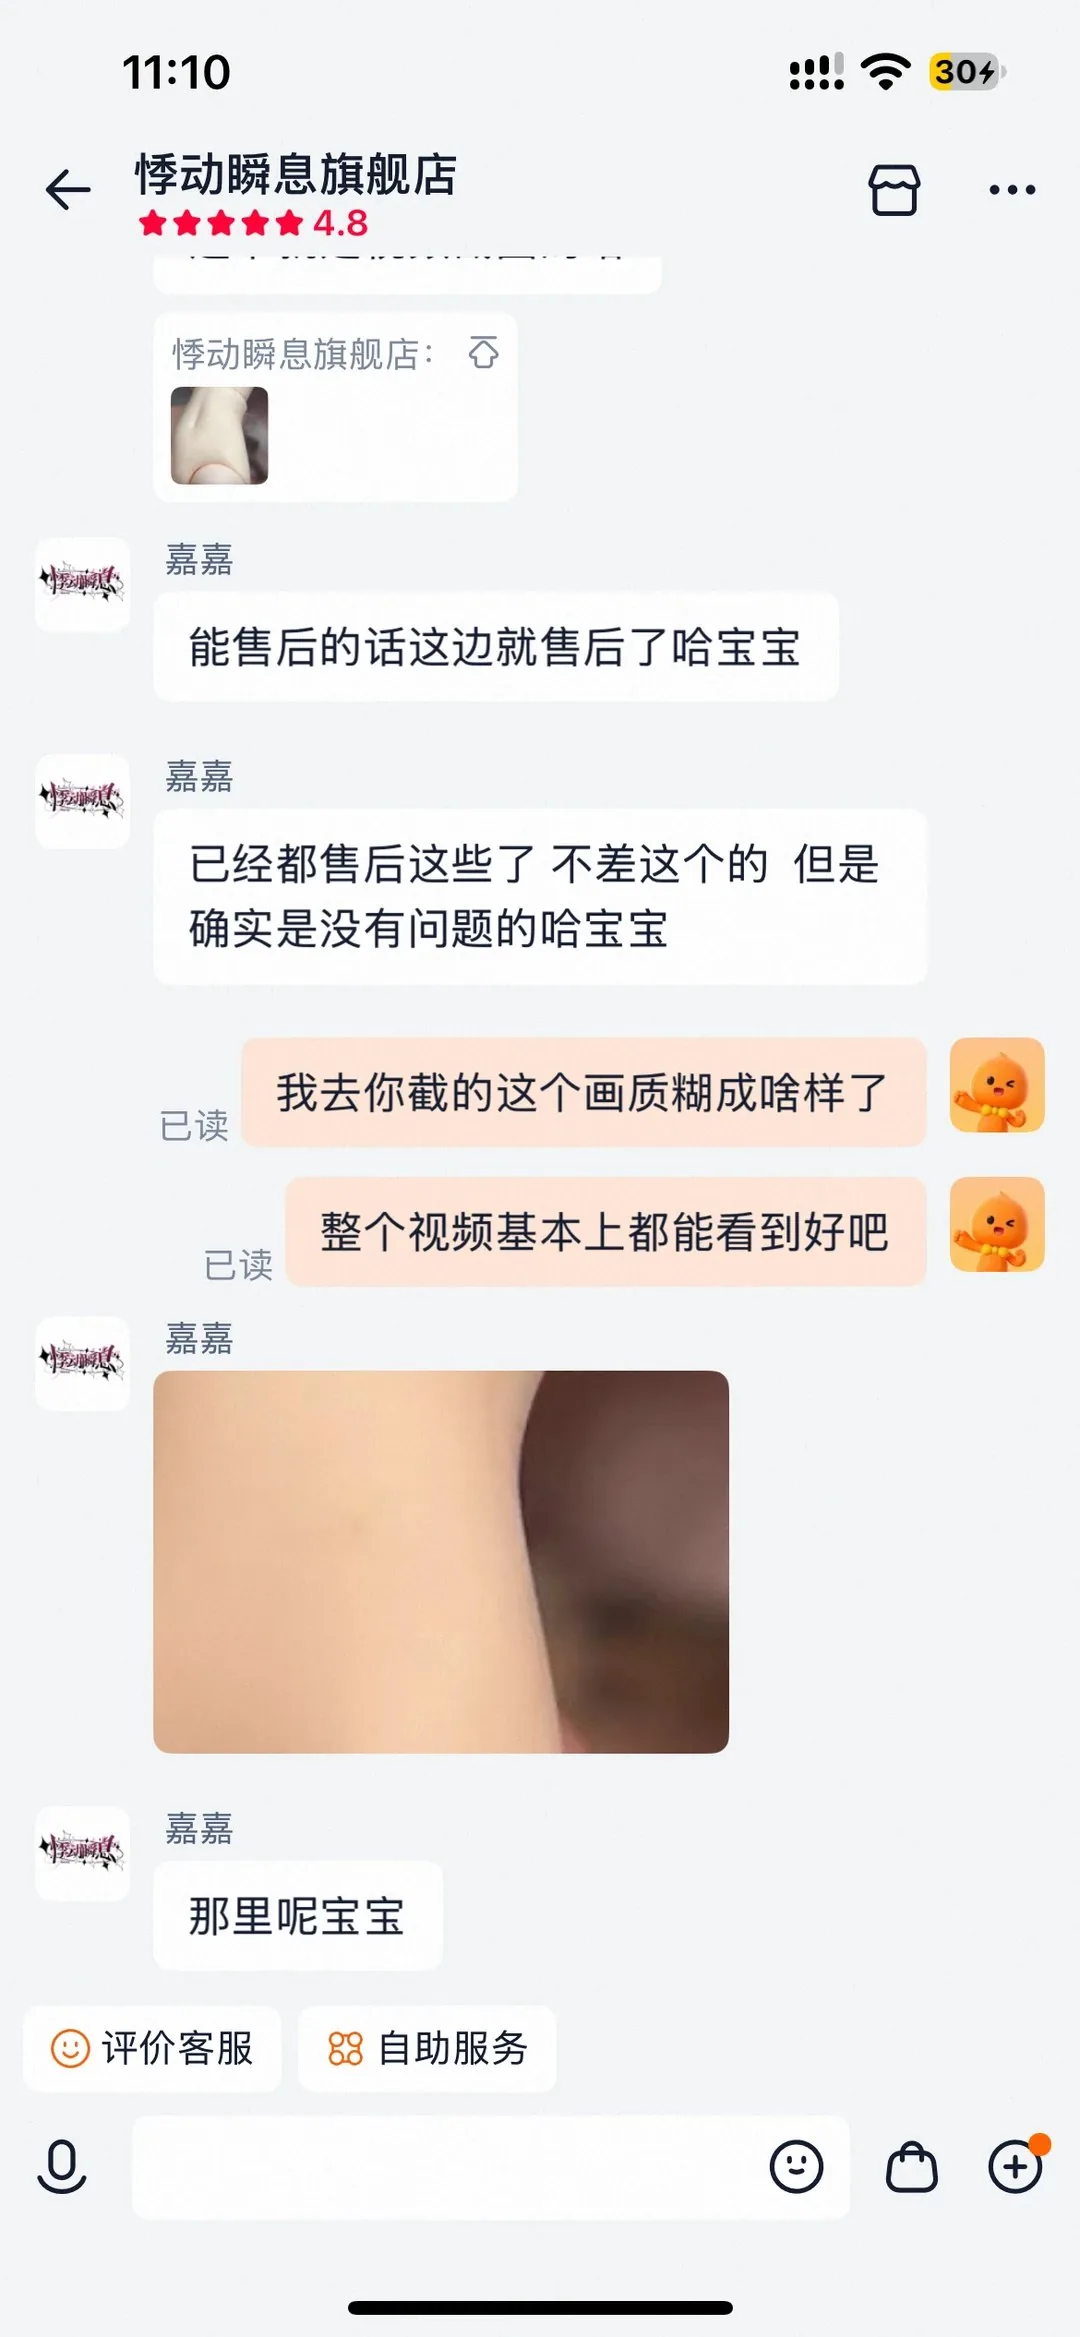 11:10
30
悸动瞬息旗舰店
4.8
悸动瞬息旗舰店：
嘉嘉
能售后的话这边就售后了哈宝宝
嘉嘉
已经都售后这些了 不差这个的 但是
确实是没有问题的哈宝宝
我去你截的这个画质糊成啥样了
已读
整个视频基本上都能看到好吧
已读
嘉嘉
嘉嘉
那里呢宝宝
评价客服
自助服务